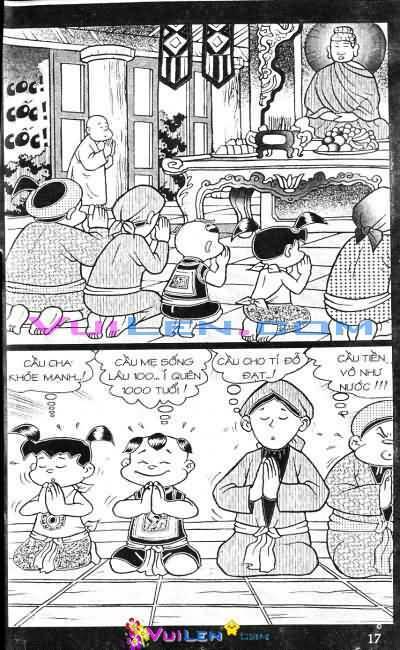 CỐC!
CỐC!
CỐC!
VuiLen.com
CẦU CHA
KHỎE MẠNH..!
CẦU MẸ SỐNG
LÂU 100.. Í QUÊN
1000 TUỔI!
CẦU CHO TÍ ĐỖ
ĐẠT..!
CẦU TIỀN
VÔ NHƯ
NƯỚC!!!
VuiLen.com
17